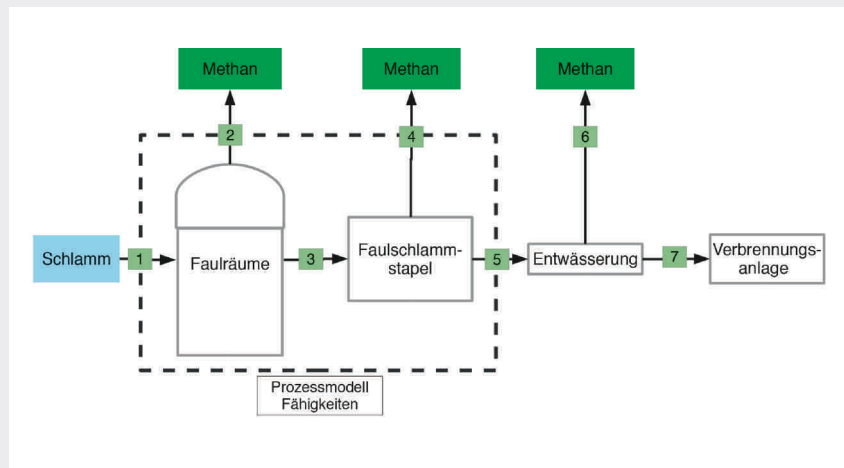 Methan
Methan
Methan
2
4
6
Schlamm
1
Faulräume
3
Faulschlamm-
stapel
5
Entwässerung
7
Verbrennungs-
anlage
Prozessmodell
Fähigkeiten